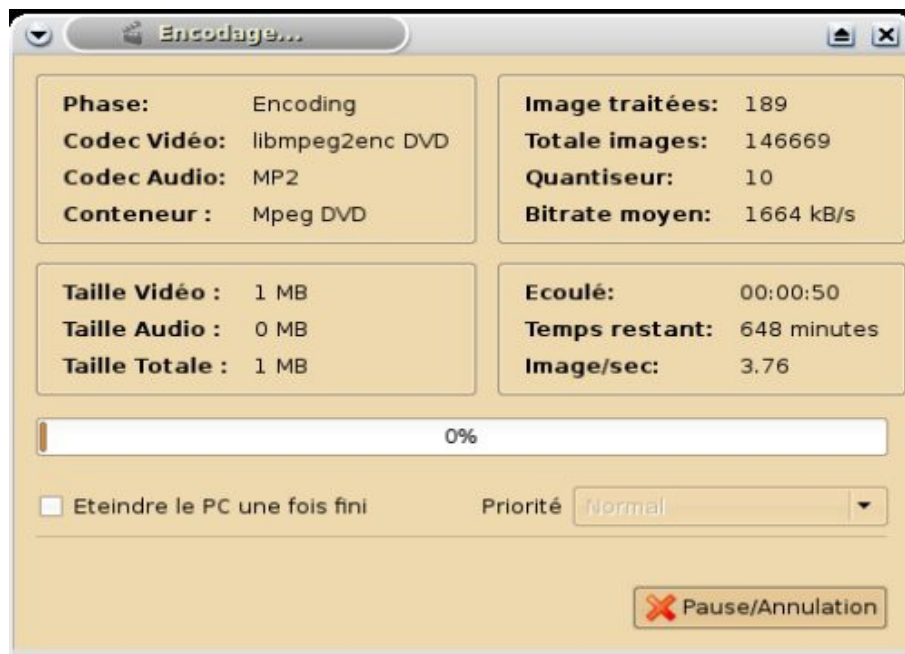 Encodage...
Phase: Encoding
Codec Vidéo: libmpeg2enc DVD
Codec Audio: MP2
Conteneur : Mpeg DVD
Image traitées: 189
Totale images: 146669
Quantiseur: 10
Bitrate moyen: 1664 kB/s
Taille Vidéo : 1 MB
Taille Audio : 0 MB
Taille Totale : 1 MB
Ecoulé: 00:00:50
Temps restant: 648 minutes
Image/sec: 3.76
0%
Eteindre le PC une fois fini
Priorité Normal
Pause/Annulation